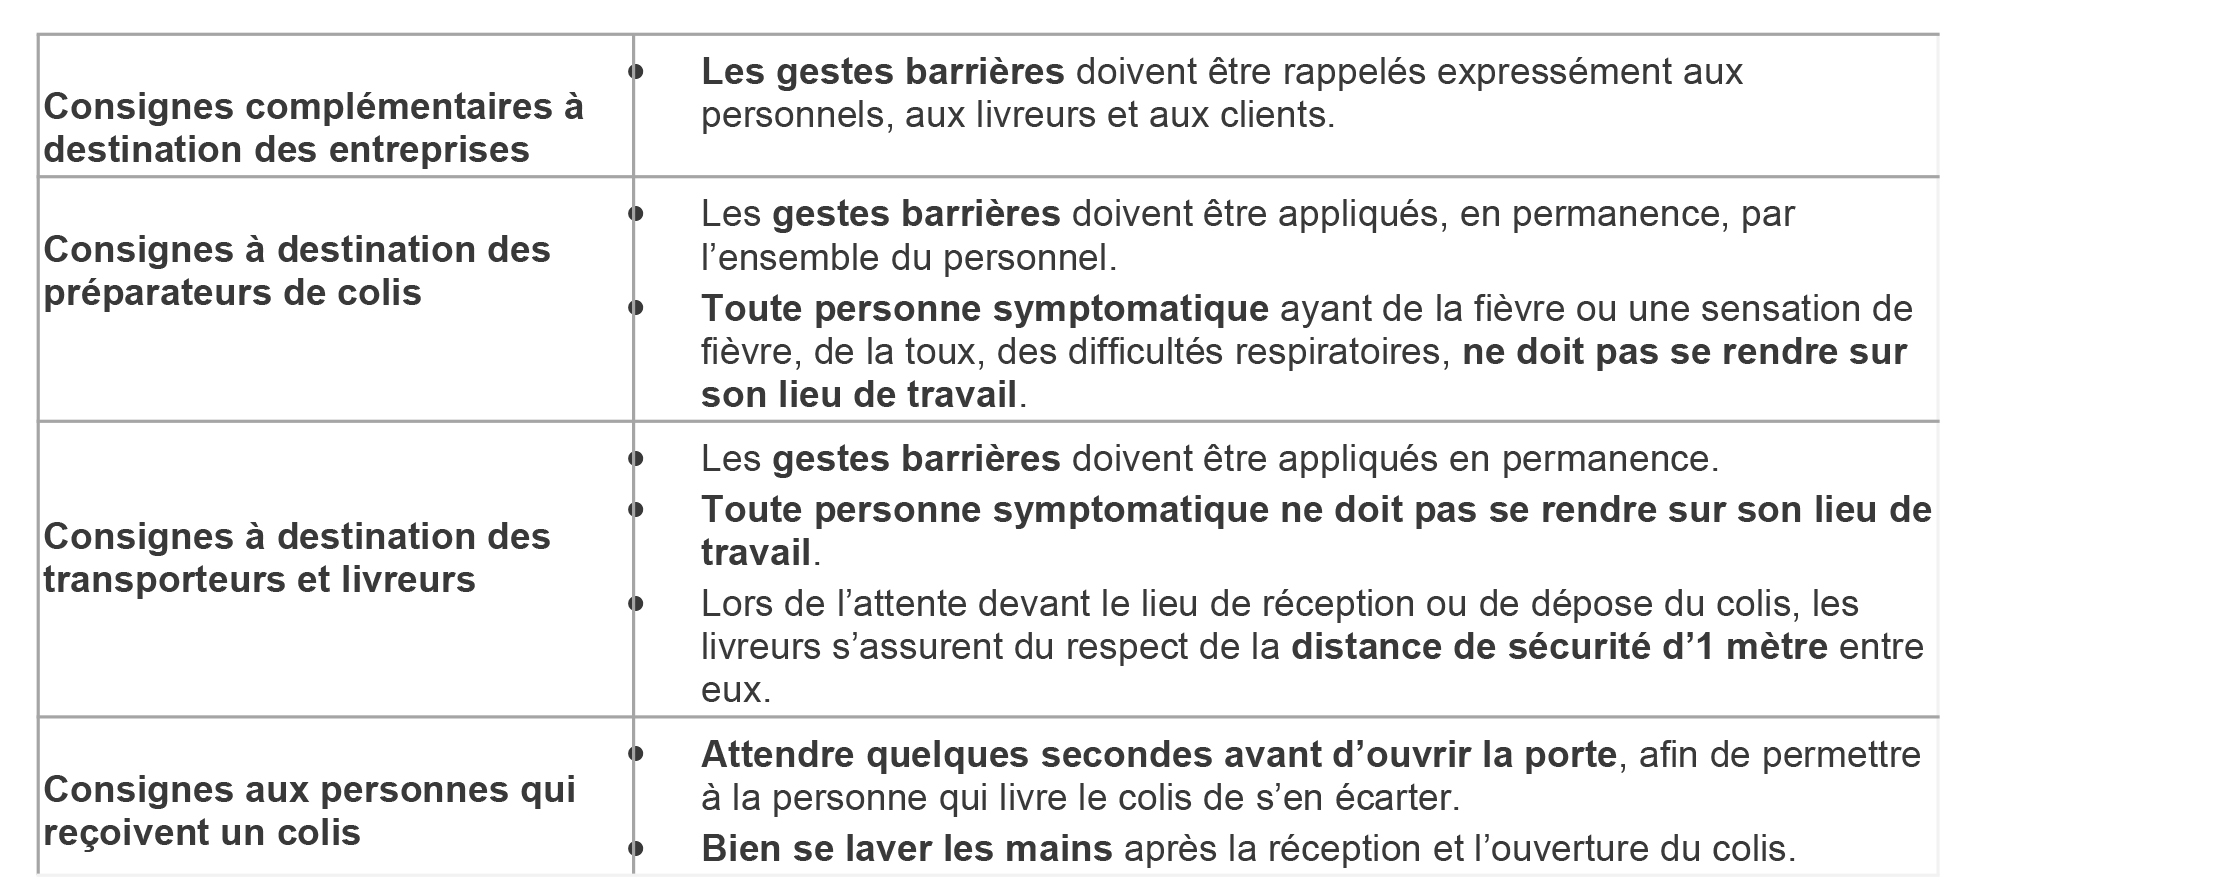 Consignes complémentaires à
destination des entreprises
• Les gestes barrières doivent être rappelés expressément aux
personnels, aux livreurs et aux clients.
Consignes à destination des
préparateurs de colis
• Les gestes barrières doivent être appliqués, en permanence, par
l’ensemble du personnel.
• Toute personne symptomatique ayant de la fièvre ou une sensation de
fièvre, de la toux, des difficultés respiratoires, ne doit pas se rendre sur
son lieu de travail.
Consignes à destination des
transporteurs et livreurs
• Les gestes barrières doivent être appliqués en permanence.
• Toute personne symptomatique ne doit pas se rendre sur son lieu de
travail.
• Lors de l’attente devant le lieu de réception ou de dépose du colis, les
livreurs s’assurent du respect de la distance de sécurité d’1 mètre entre
eux.
Consignes aux personnes qui
reçoivent un colis
• Attendre quelques secondes avant d’ouvrir la porte, afin de permettre
à la personne qui livre le colis de s’en écarter.
• Bien se laver les mains après la réception et l’ouverture du colis.